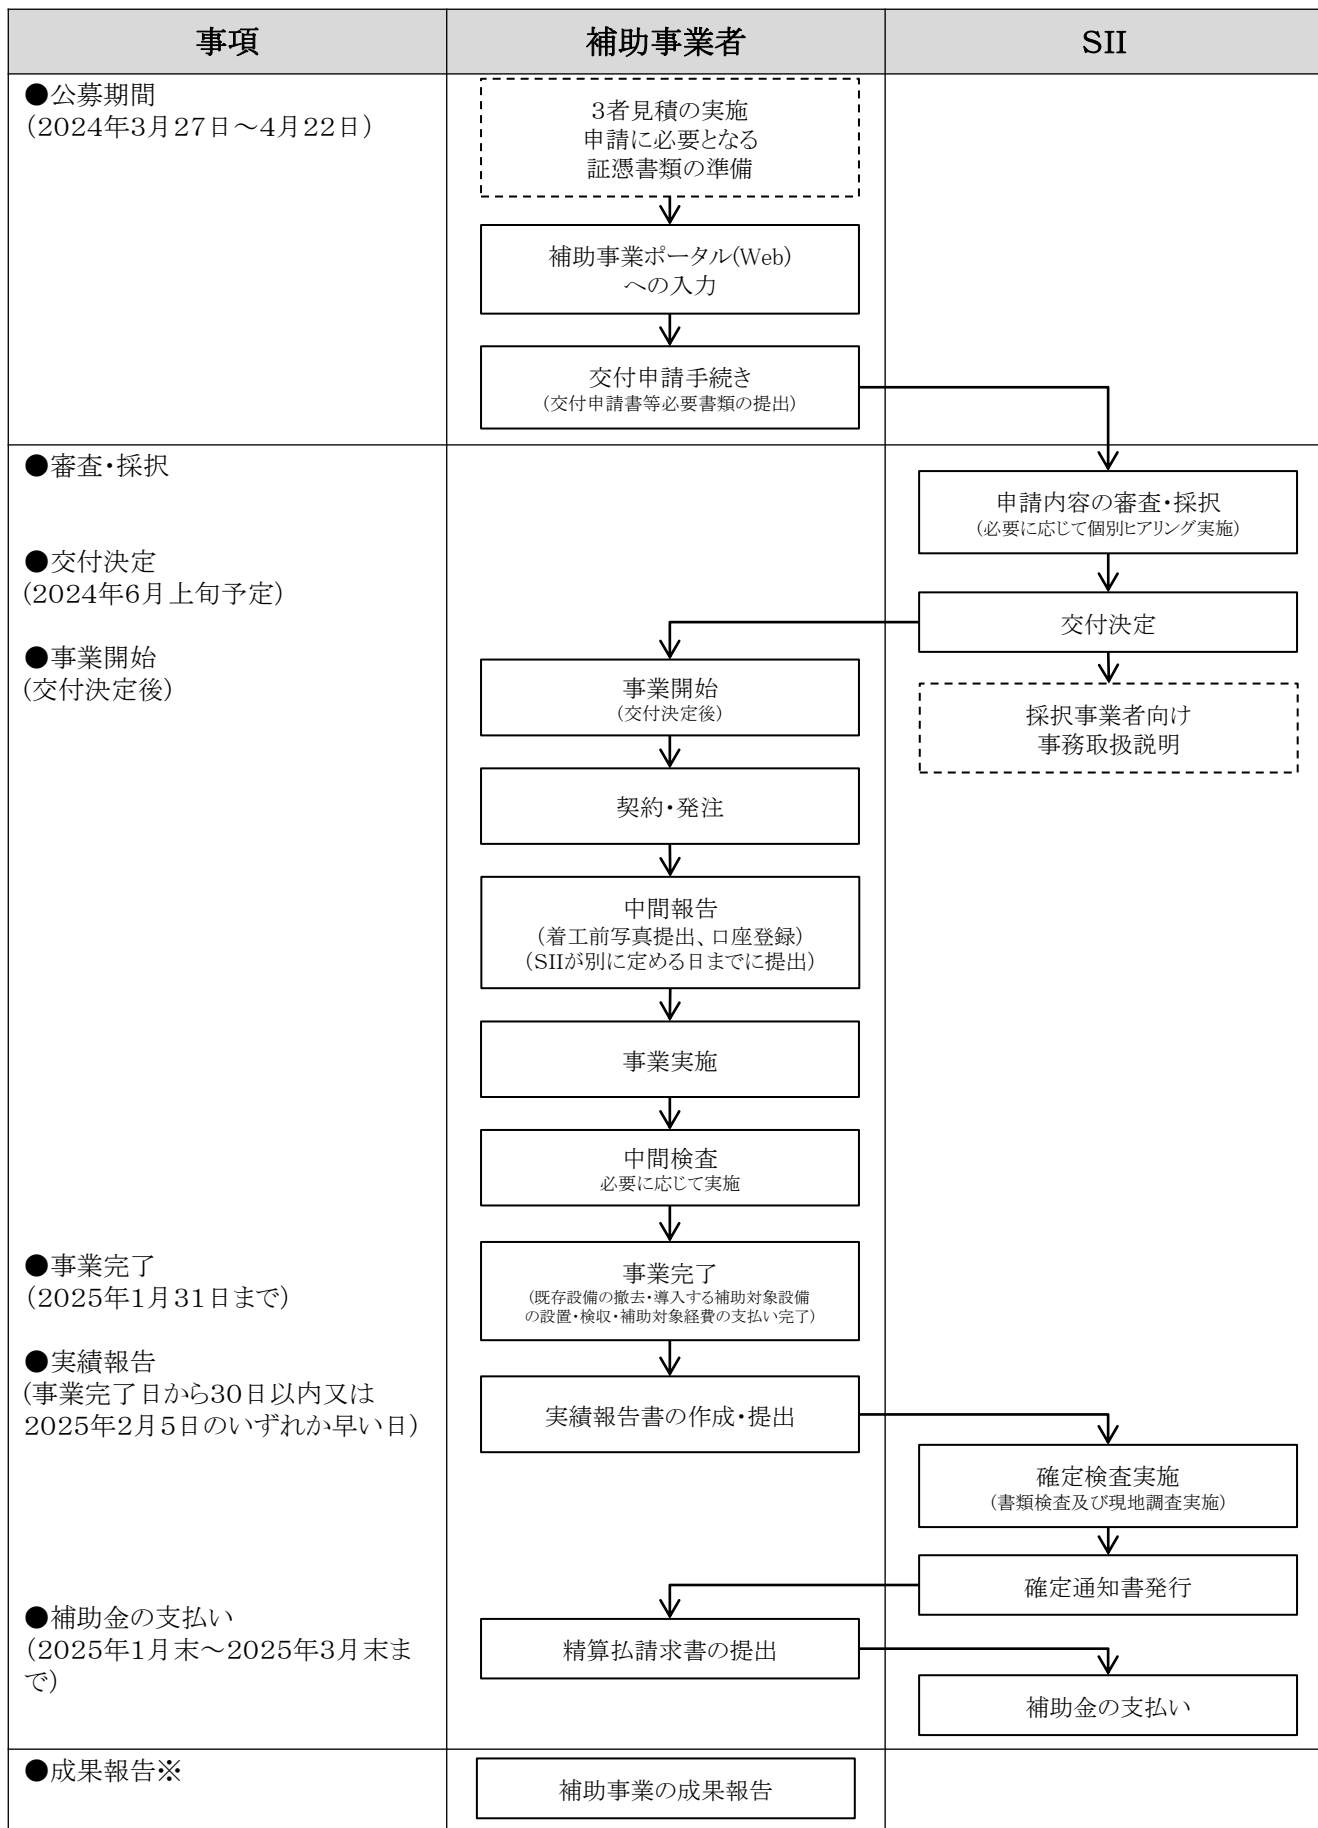 事項
補助事業者
SII
●公募期間
(2024年3月27日～4月22日)
3者見積の実施
申請に必要となる
証憑書類の準備
補助事業ポータル(Web)
への入力
交付申請手続き
(交付申請書等必要書類の提出)
●審査・採択
申請内容の審査・採択
(必要に応じて個別ヒアリング実施)
●交付決定
(2024年6月上旬予定)
交付決定
●事業開始
(交付決定後)
事業開始
(交付決定後)
採択事業者向け
事務取扱説明
契約・発注
中間報告
(着工前写真提出、口座登録)
(SIIが別に定める日までに提出)
事業実施
中間検査
必要に応じて実施
●事業完了
(2025年1月31日まで)
事業完了
(既存設備の撤去・導入する補助対象設備
の設置・検収・補助対象経費の支払い完了)
●実績報告
(事業完了日から30日以内又は
2025年2月5日のいずれか早い日)
実績報告書の作成・提出
確定検査実施
(書類検査及び現地調査実施)
確定通知書発行
●補助金の支払い
(2025年1月末～2025年3月末ま
で)
精算払請求書の提出
補助金の支払い
●成果報告※
補助事業の成果報告